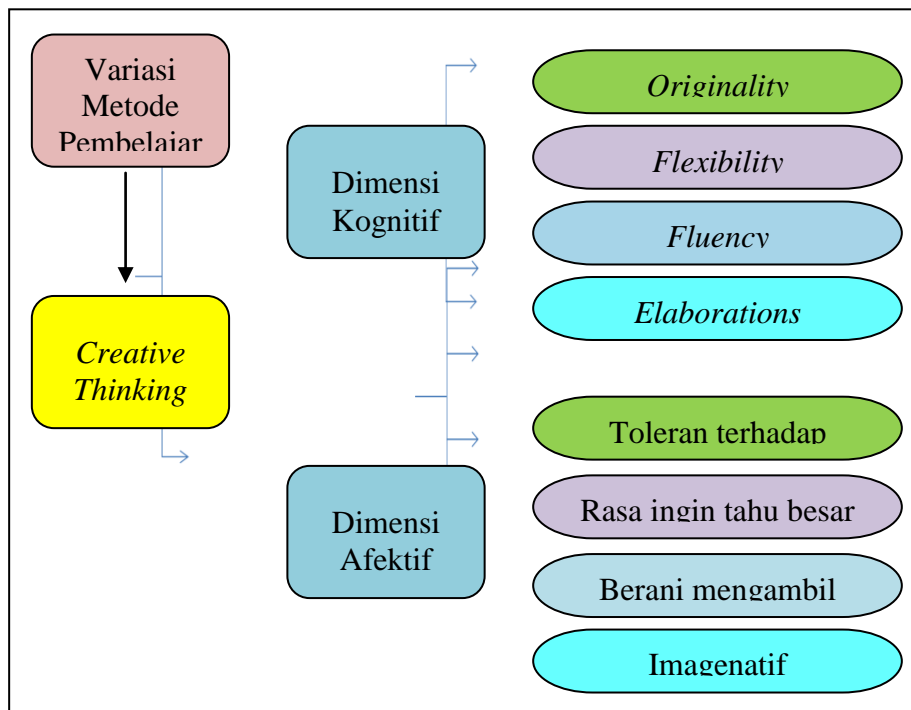 Variasi
Metode
Pembelajar
Creative
Thinking
Dimensi
Kognitif
Originality
Flexibility
Fluency
Elaborations
Dimensi
Afektif
Toleran terhadap
Rasa ingin tahu besar
Berani mengambil
Imagenatif